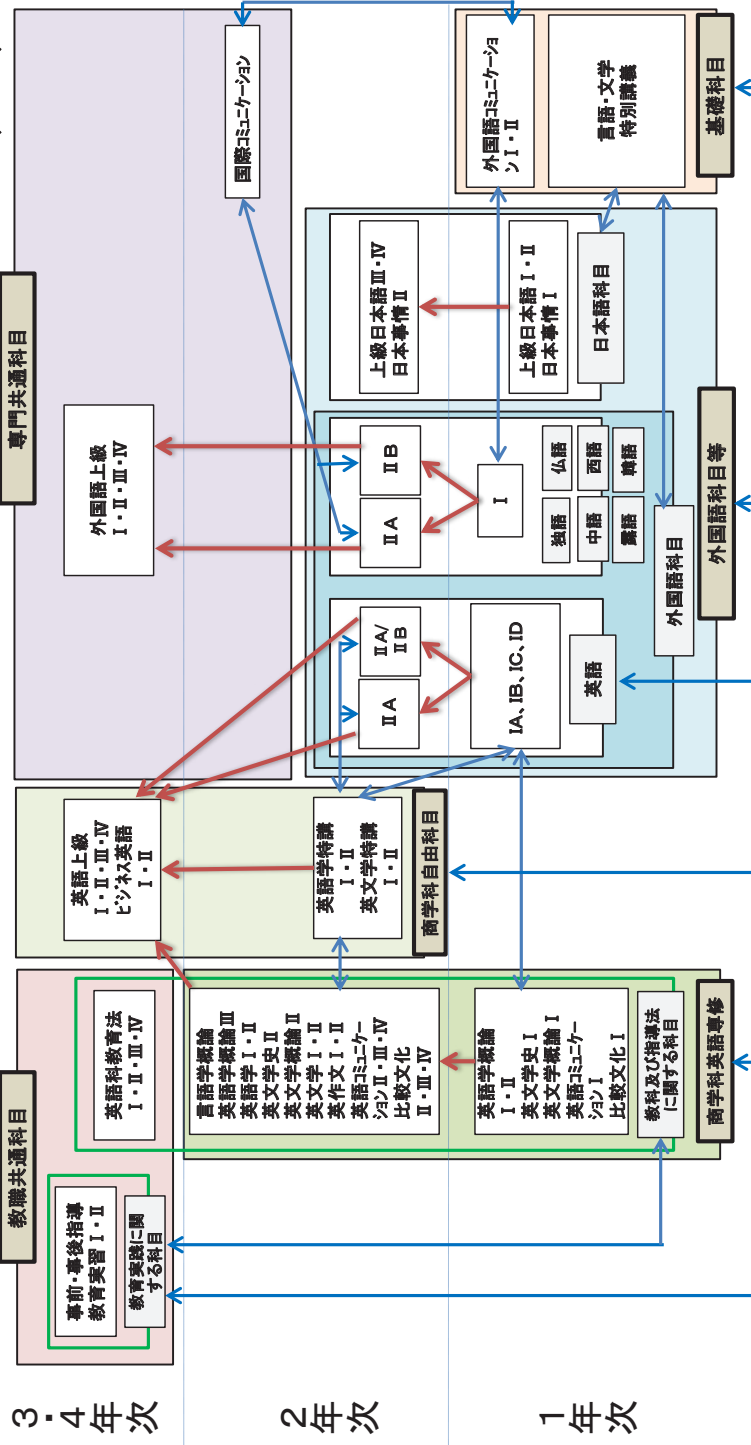 3・4年次
2年次
1年次
教職共通科目
事前・事後指導
教育実習Ⅰ・Ⅱ
教育実践に関
する科目
英語科教育法
Ⅰ・Ⅱ・Ⅲ・Ⅳ
言語学概論
英語学概論Ⅲ
英語学Ⅰ・Ⅱ
英文学史Ⅱ
英文学概論Ⅱ
英文学Ⅰ・Ⅱ
英作文Ⅰ・Ⅱ
英語コミュニケー
ションⅡ・Ⅲ・Ⅳ
比較文化
Ⅱ・Ⅲ・Ⅳ
英語学概論
Ⅰ・Ⅱ
英文学史Ⅰ
英文学概論Ⅰ
英語コミュニケー
ションⅠ
比較文化Ⅰ
教科及び指導法
に関する科目
商学科英語専修
英語上級
Ⅰ・Ⅱ・Ⅲ・Ⅳ
ビジネス英語
Ⅰ・Ⅱ
英語学特講
Ⅰ・Ⅱ
英文学特講
Ⅰ・Ⅱ
商学科自由科目
専門共通科目
外国語上級
Ⅰ・Ⅱ・Ⅲ・Ⅳ
国際コミュニケーション
ⅡA
ⅡA/
ⅡB
ⅠA、ⅠB、ⅠC、ⅠD
英語
ⅡA
ⅡB
Ⅰ
独語
仏語
中語
西語
露語
韓語
外国語科目
上級日本語Ⅲ・Ⅳ
日本事情Ⅱ
上級日本語Ⅰ・Ⅱ
日本事情Ⅰ
日本語科目
外国語科目等
外国語コミュニケーショ
ンⅠ・Ⅱ
言語・文学
特別講義
基礎科目